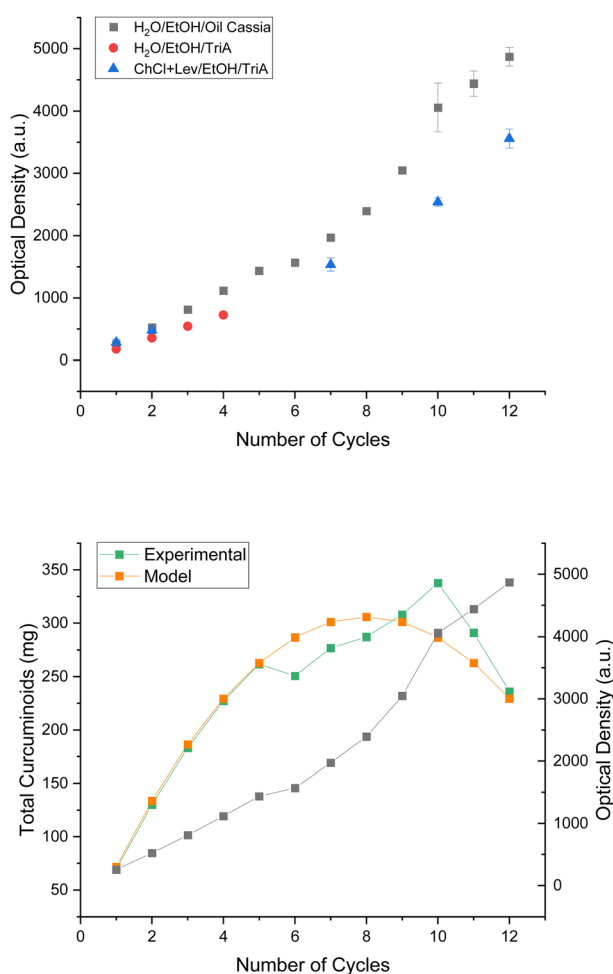 H₂O/EtOH/Oil Cassia
H₂O/EtOH/TriA
ChCl+Lev/EtOH/TriA
Optical Density (a.u.)
5000
4000
3000
2000
1000
0
0 2 4 6 8 10 12
Number of Cycles
Experimental
Model
Total Curcuminoids (mg)
350
300
250
200
150
100
50
5000
4000
3000
2000
1000
0
Optical Density (a.u.)
0 2 4 6 8 10 12
Number of Cycles